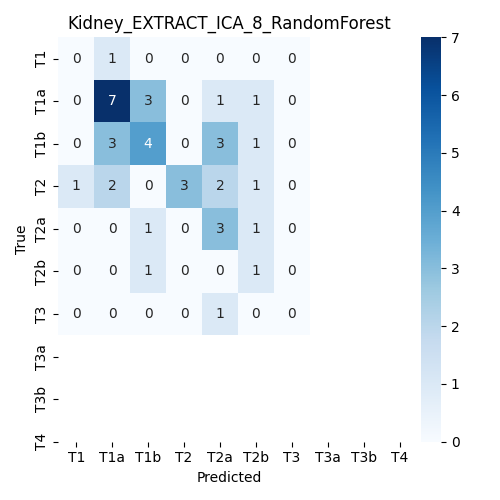 Kidney_EXTRACT_ICA_8_RandomForest
T1 0 1 0 0 0 0 0
T1a 0 7 3 0 1 1 0
T1b 0 3 4 0 3 1 0
T2 1 2 0 3 2 1 0
T2a 0 0 1 0 3 1 0
T2b 0 0 1 0 0 1 0
T3 0 0 0 0 1 0 0
T3a
T3b
T4
True
T1 T1a T1b T2 T2a T2b T3 T3a T3b T4
Predicted
7
6
5
4
3
2
1
0